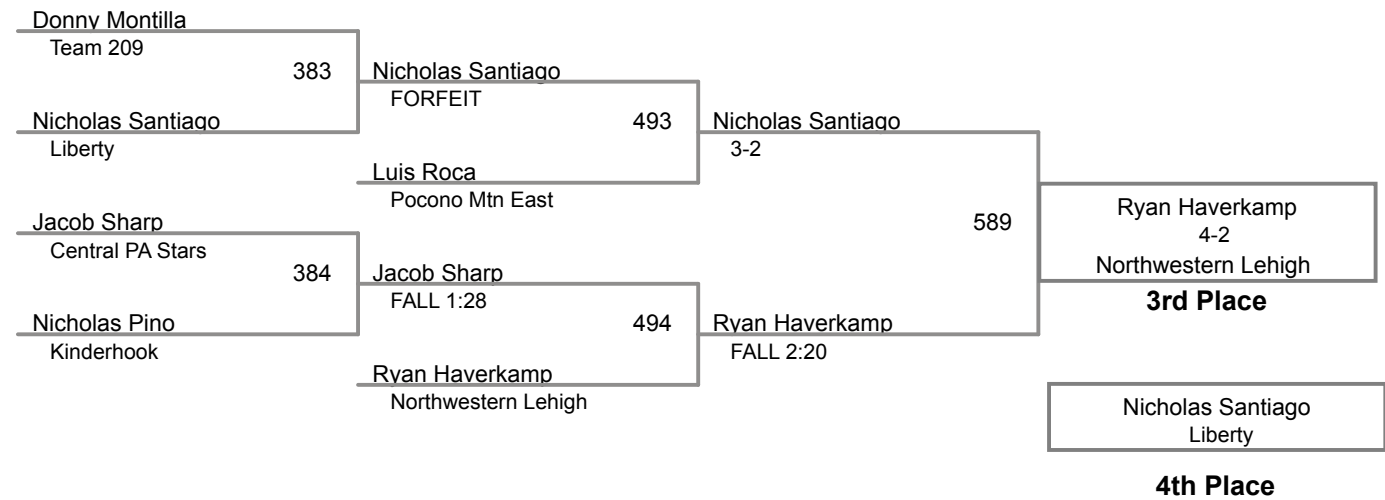 Donny Montilla
Team 209
383
Nicholas Santiago
FORFEIT
Nicholas Santiago
Liberty
493
Nicholas Santiago
3-2
Luis Roca
Pocono Mtn East
Jacob Sharp
Central PA Stars
384
Jacob Sharp
FALL 1:28
Nicholas Pino
Kinderhook
494
Ryan Haverkamp
FALL 2:20
Ryan Haverkamp
Northwestern Lehigh
589
Ryan Haverkamp
4-2
Northwestern Lehigh
3rd Place
Nicholas Santiago
Liberty
4th Place